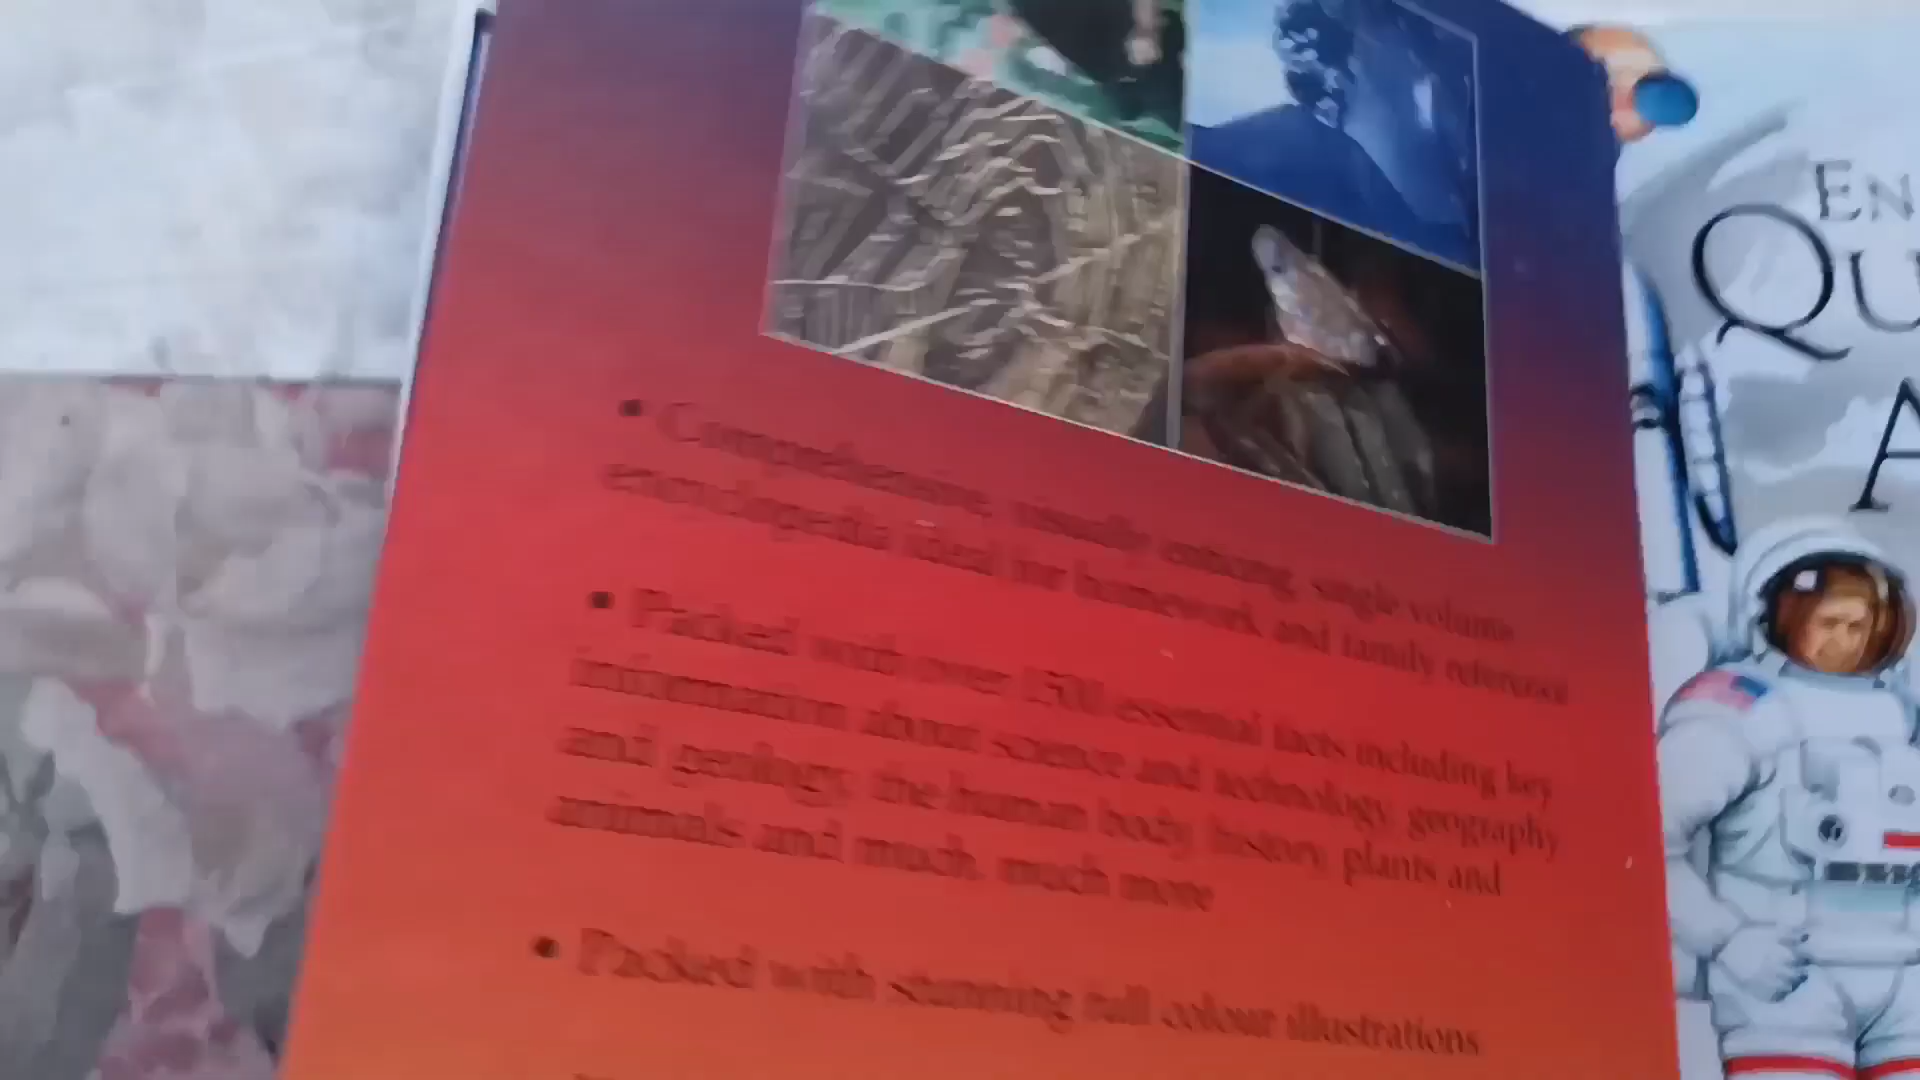 • Comprehensive, visually enticing, single volume
encyclopedia ideal for homework and family reference
• Packed with over 1500 essential facts including key
information about science and technology, geography
and geology, the human body, history, plants and
animals and much, much more
• Packed with stunning full colour illustrations
EN
QU
A